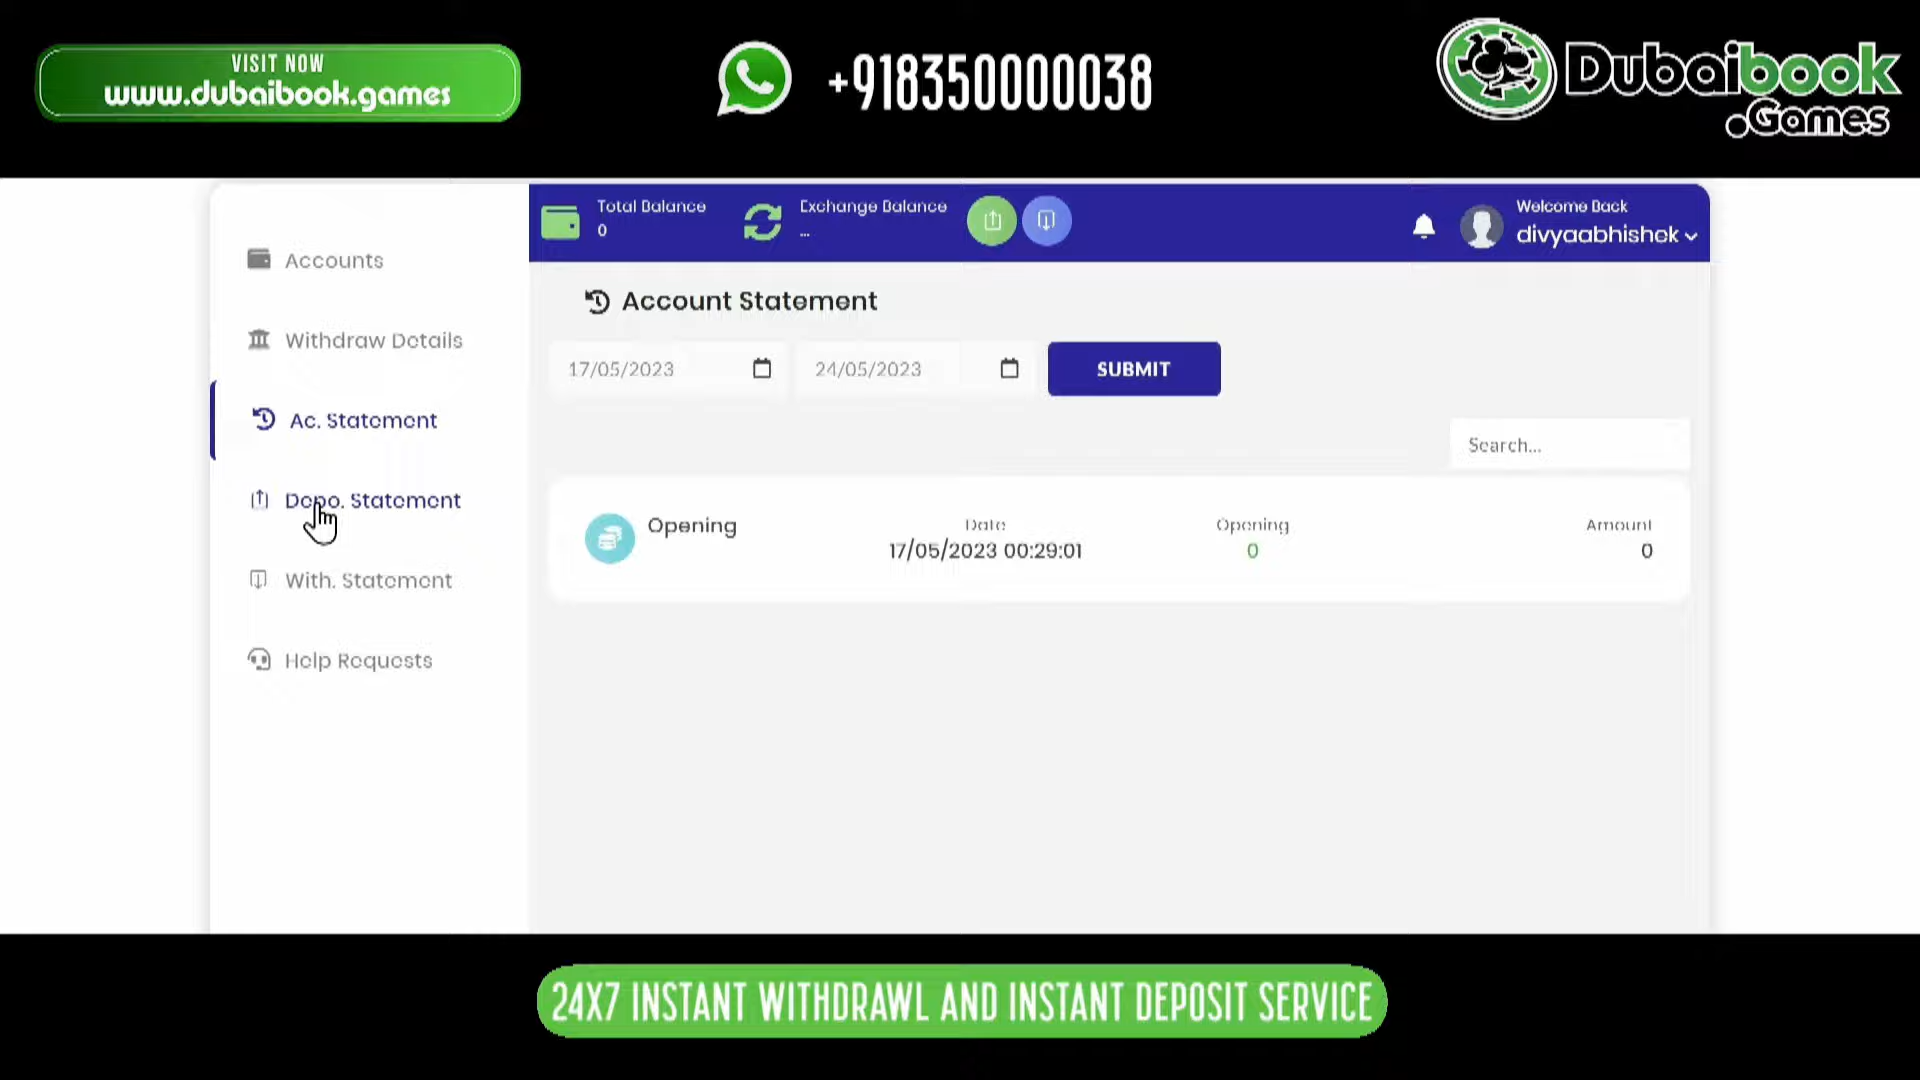 VISIT NOW
www.dubaibook.games
+918350000038
Dubaibook
.Games
Total Balance
0
Exchange Balance
...
Welcome Back
divyaabhishek
Accounts
Withdraw Details
Ac. Statement
Depo. Statement
With. Statement
Help Requests
Account Statement
17/05/2023
24/05/2023
SUBMIT
Search...
Opening
Date
17/05/2023 00:29:01
Opening
0
Amount
0
24X7 INSTANT WITHDRAWL AND INSTANT DEPOSIT SERVICE